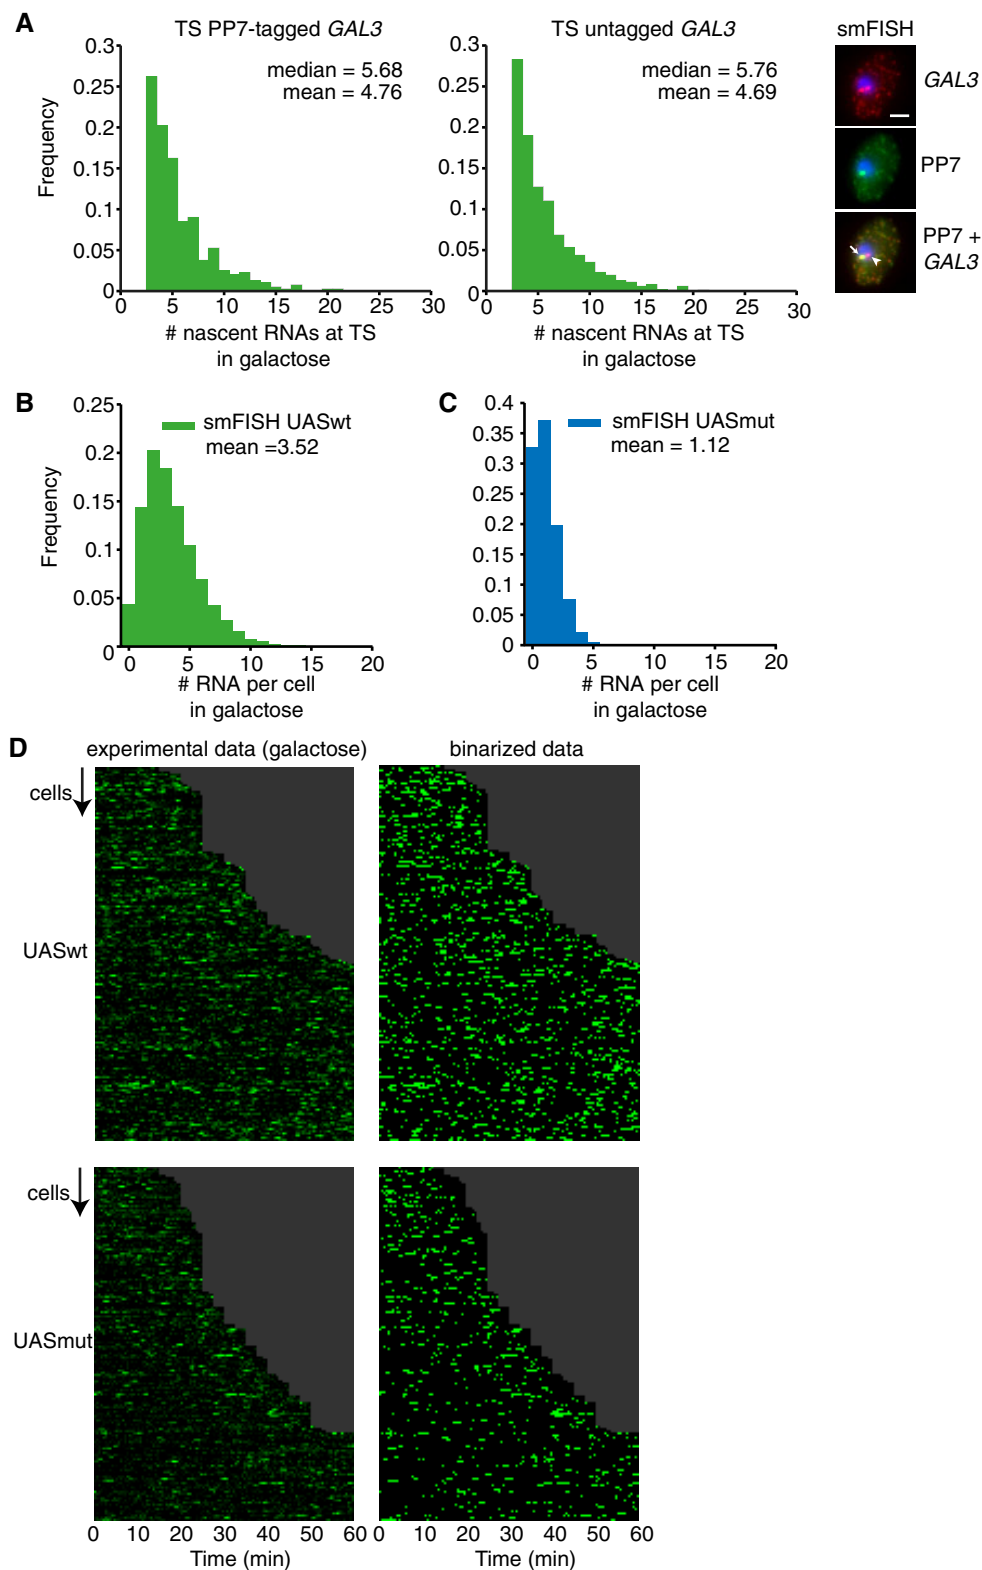 A
TS PP7-tagged GAL3
TS untagged GAL3
smFISH
0.3
0.25
0.2
0.15
0.1
0.05
0
Frequency
median = 5.68
mean = 4.76
0 5 10 15 20 25 30
# nascent RNAs at TS
in galactose
0.3
0.25
0.2
0.15
0.1
0.05
0
median = 5.76
mean = 4.69
0 5 10 15 20 25 30
# nascent RNAs at TS
in galactose
GAL3
PP7
PP7 +
GAL3
B
0.25
0.2
0.15
0.1
0.05
0
Frequency
smFISH UASwt
mean =3.52
0 5 10 15 20
# RNA per cell
in galactose
C
0.4
0.35
0.3
0.25
0.2
0.15
0.1
0.05
0
smFISH UASmut
mean = 1.12
0 5 10 15 20
# RNA per cell
in galactose
D
experimental data (galactose)
binarized data
cells
UASwt
cells
UASmut
0 10 20 30 40 50 60
Time (min)
0 10 20 30 40 50 60
Time (min)